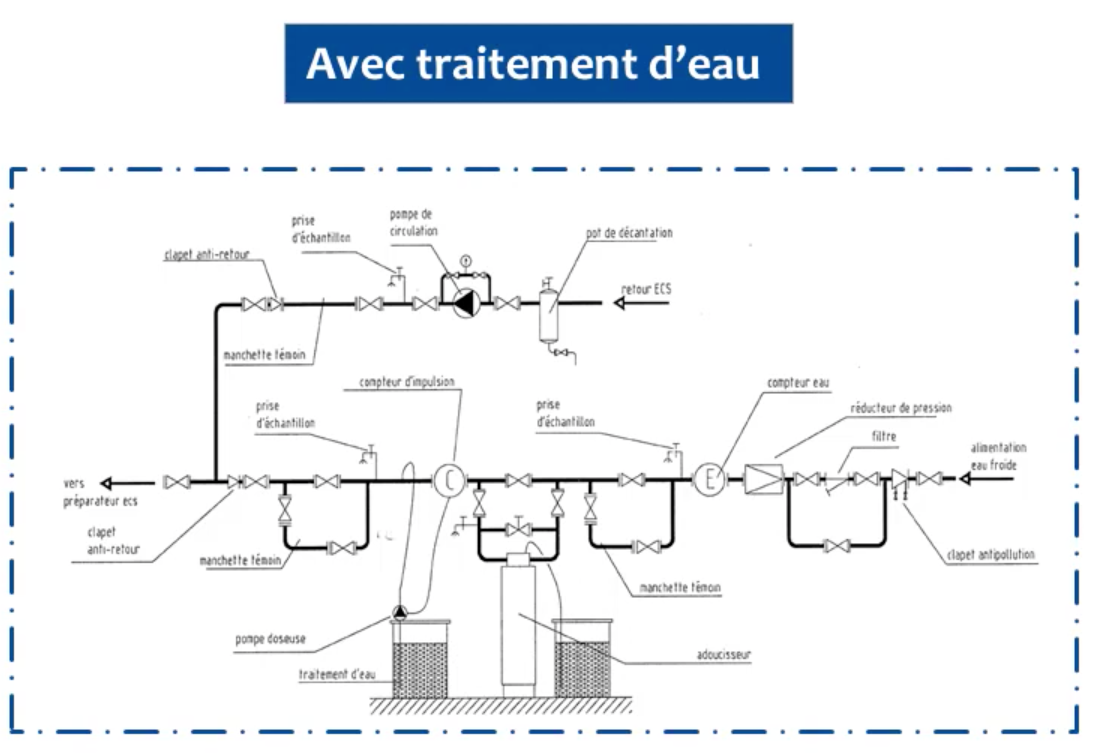 Avec traitement d'eau
prise
d'échantillon
pompe de
circulation
pot de décantation
clapet anti-retour
retour ECS
manchette témoin
compteur d'impulsion
compteur eau
prise
d'échantillon
prise
d'échantillon
réducteur de pression
filtre
alimentation
eau froide
C
E
vers
préparateur ecs
clapet
anti-retour
manchette témoin
clapet antipollution
manchette témoin
pompe doseuse
adoucisseur
traitement d'eau